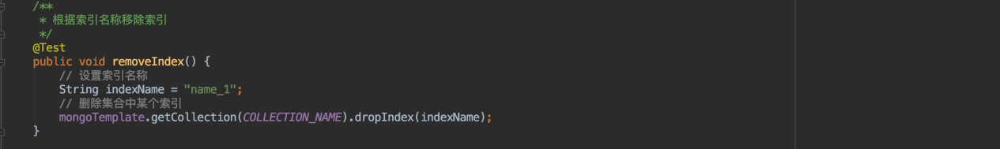 /**
 * 根据索引名称移除索引
 */
@Test
public void removeIndex() {
    // 设置索引名称
    String indexName = "name_1";
    // 删除集合中某个索引
    mongoTemplate.getCollection(COLLECTION_NAME).dropIndex(indexName);
}